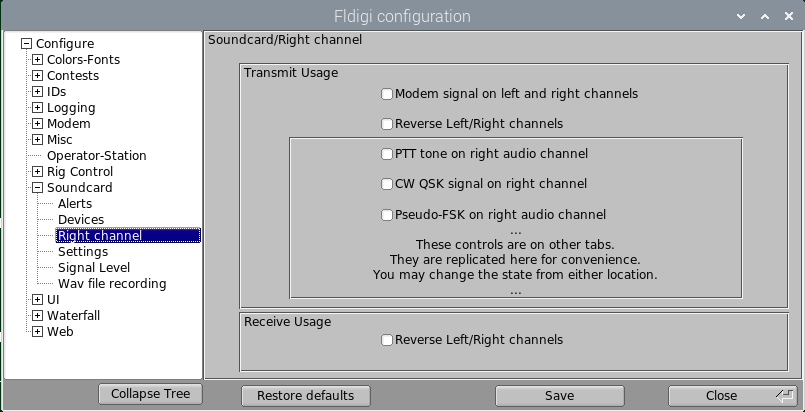 Fldigi configuration
Configure
Colors-Fonts
Contests
IDs
Logging
Modem
Misc
Operator-Station
Rig Control
Soundcard
Alerts
Devices
Right channel
Settings
Signal Level
Wav file recording
UI
Waterfall
Web
Collapse Tree
Soundcard/Right channel
Transmit Usage
Modem signal on left and right channels
Reverse Left/Right channels
PTT tone on right audio channel
CW QSK signal on right channel
Pseudo-FSK on right audio channel
...
These controls are on other tabs.
They are replicated here for convenience.
You may change the state from either location.
...
Receive Usage
Reverse Left/Right channels
Restore defaults
Save
Close